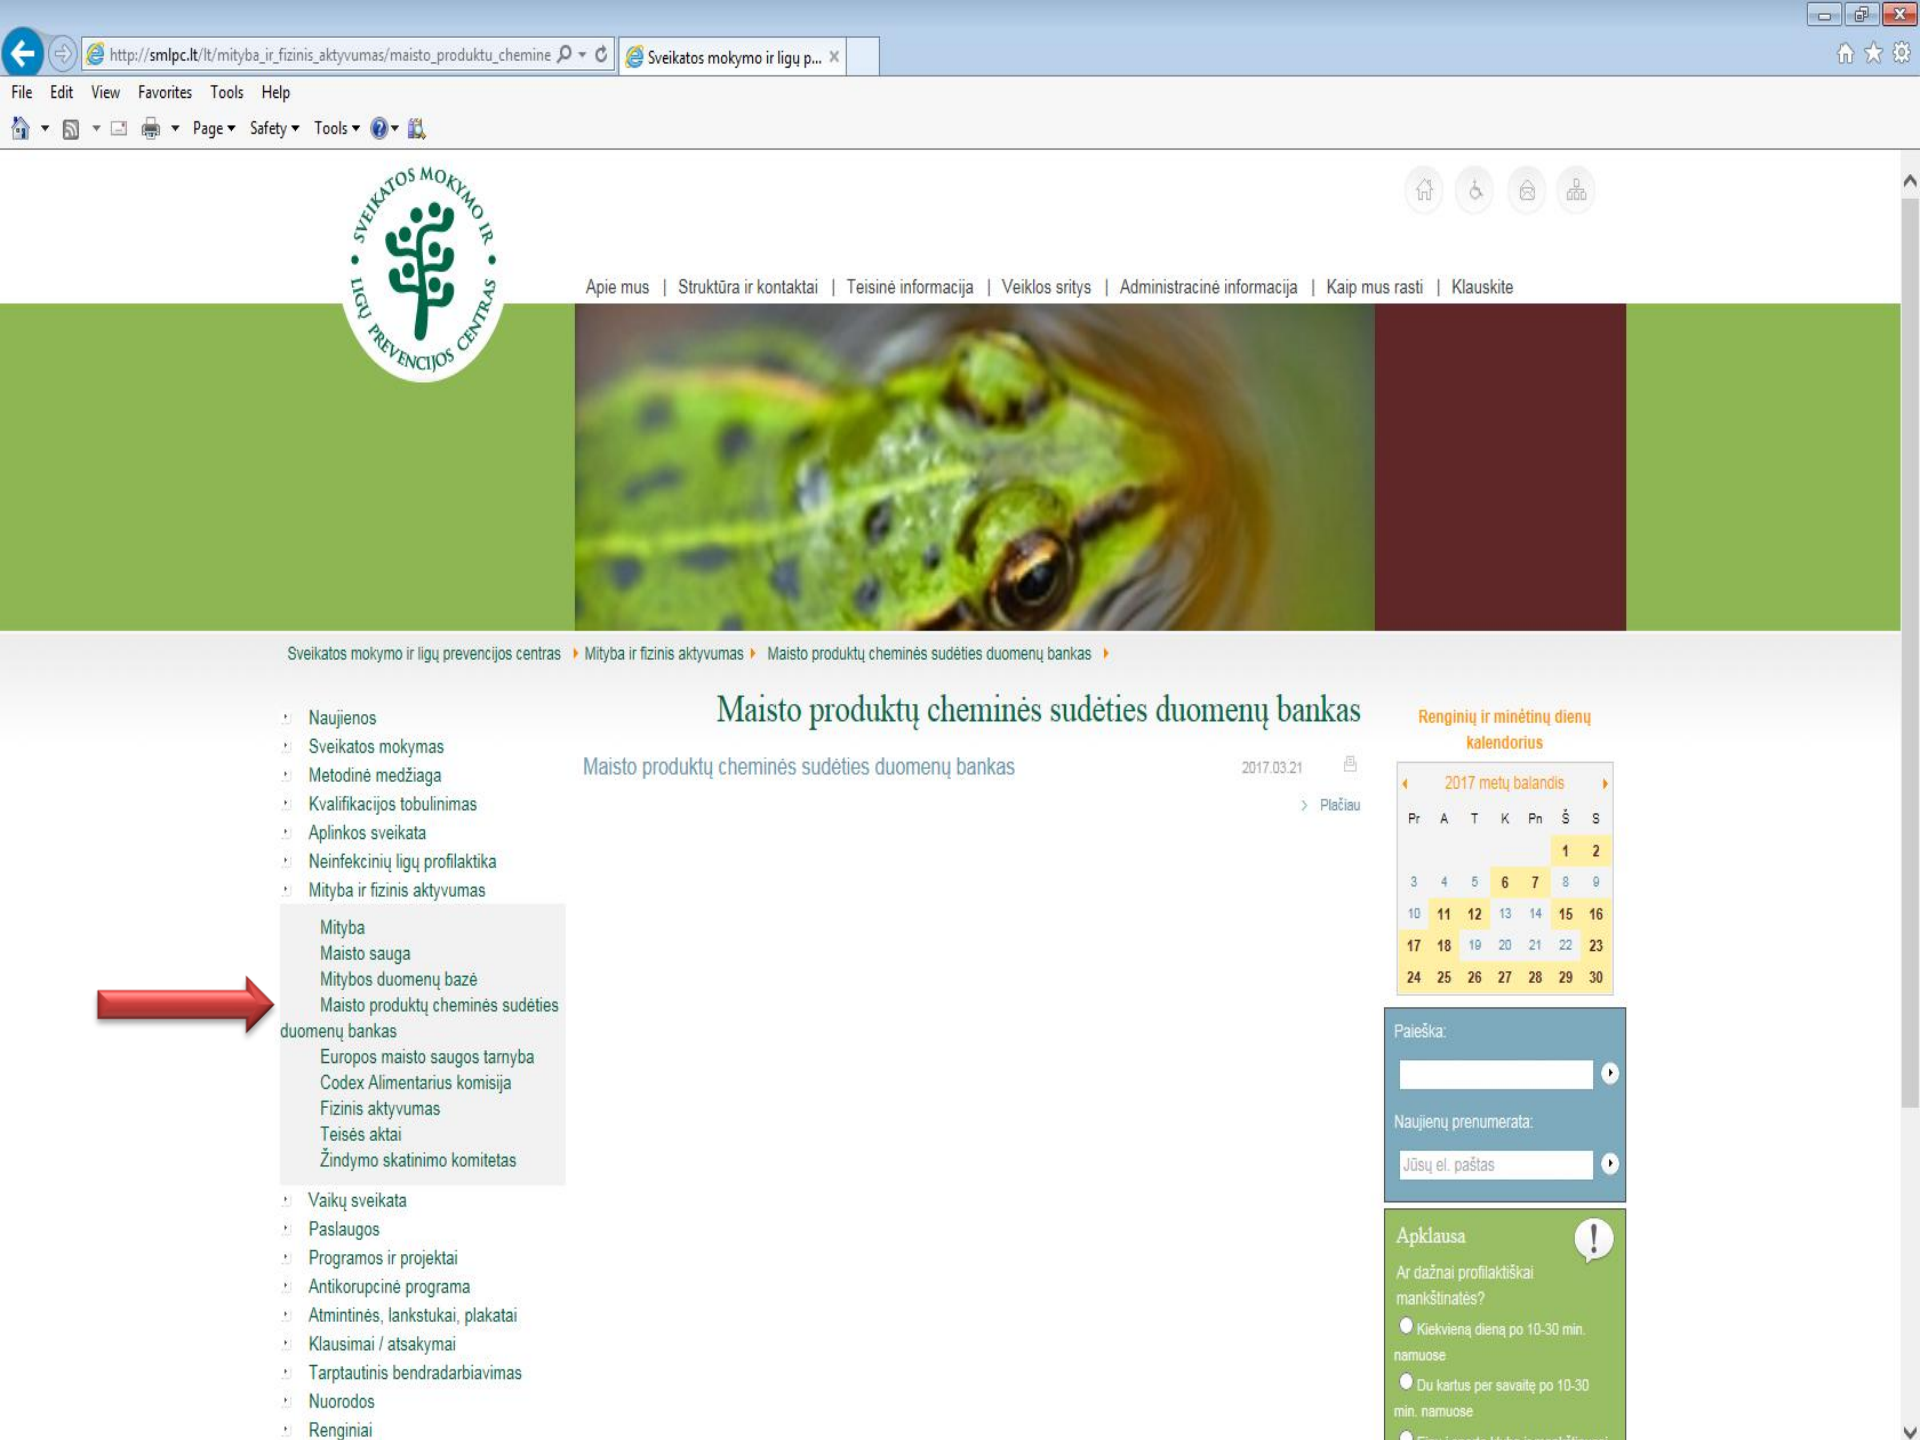 http://smlpc.lt/lt/mityba_ir_fizinis_aktyvumas/maisto_produktu_chemine
Sveikatos mokymo ir ligų p...
File Edit View Favorites Tools Help
Page Safety Tools
SVEIKATOS MOKYMO IR
LIGŲ PREVENCIJOS CENTRAS
Apie mus | Struktūra ir kontaktai | Teisinė informacija | Veiklos sritys | Administracinė informacija | Kaip mus rasti | Klauskite
Sveikatos mokymo ir ligų prevencijos centras Mityba ir fizinis aktyvumas Maisto produktų cheminės sudėties duomenų bankas
Naujienos
Sveikatos mokymas
Metodinė medžiaga
Kvalifikacijos tobulinimas
Aplinkos sveikata
Neinfekcinių ligų profilaktika
Mityba ir fizinis aktyvumas
Mityba
Maisto sauga
Mitybos duomenų bazė
Maisto produktų cheminės sudėties
duomenų bankas
Europos maisto saugos tarnyba
Codex Alimentarius komisija
Fizinis aktyvumas
Teisės aktai
Žindymo skatinimo komitetas
Vaikų sveikata
Paslaugos
Programos ir projektai
Antikorupcinė programa
Atmintinės, lankstukai, plakatai
Klausimai / atsakymai
Tarptautinis bendradarbiavimas
Nuorodos
Renginiai
Maisto produktų cheminės sudėties duomenų bankas
Maisto produktų cheminės sudėties duomenų bankas 2017.03.21
Plačiau
Renginių ir minėtinų dienų
kalendorius
2017 metų balandis
Pr A T K Pn Š S
1 2
3 4 5 6 7 8 9
10 11 12 13 14 15 16
17 18 19 20 21 22 23
24 25 26 27 28 29 30
Paieška:
Naujienų prenumerata:
Jūsų el. paštas
Apklausa
Ar dažnai profilaktiškai
mankštinatės?
Kiekvieną dieną po 10-30 min.
namuose
Du kartus per savaitę po 10-30
min. namuose